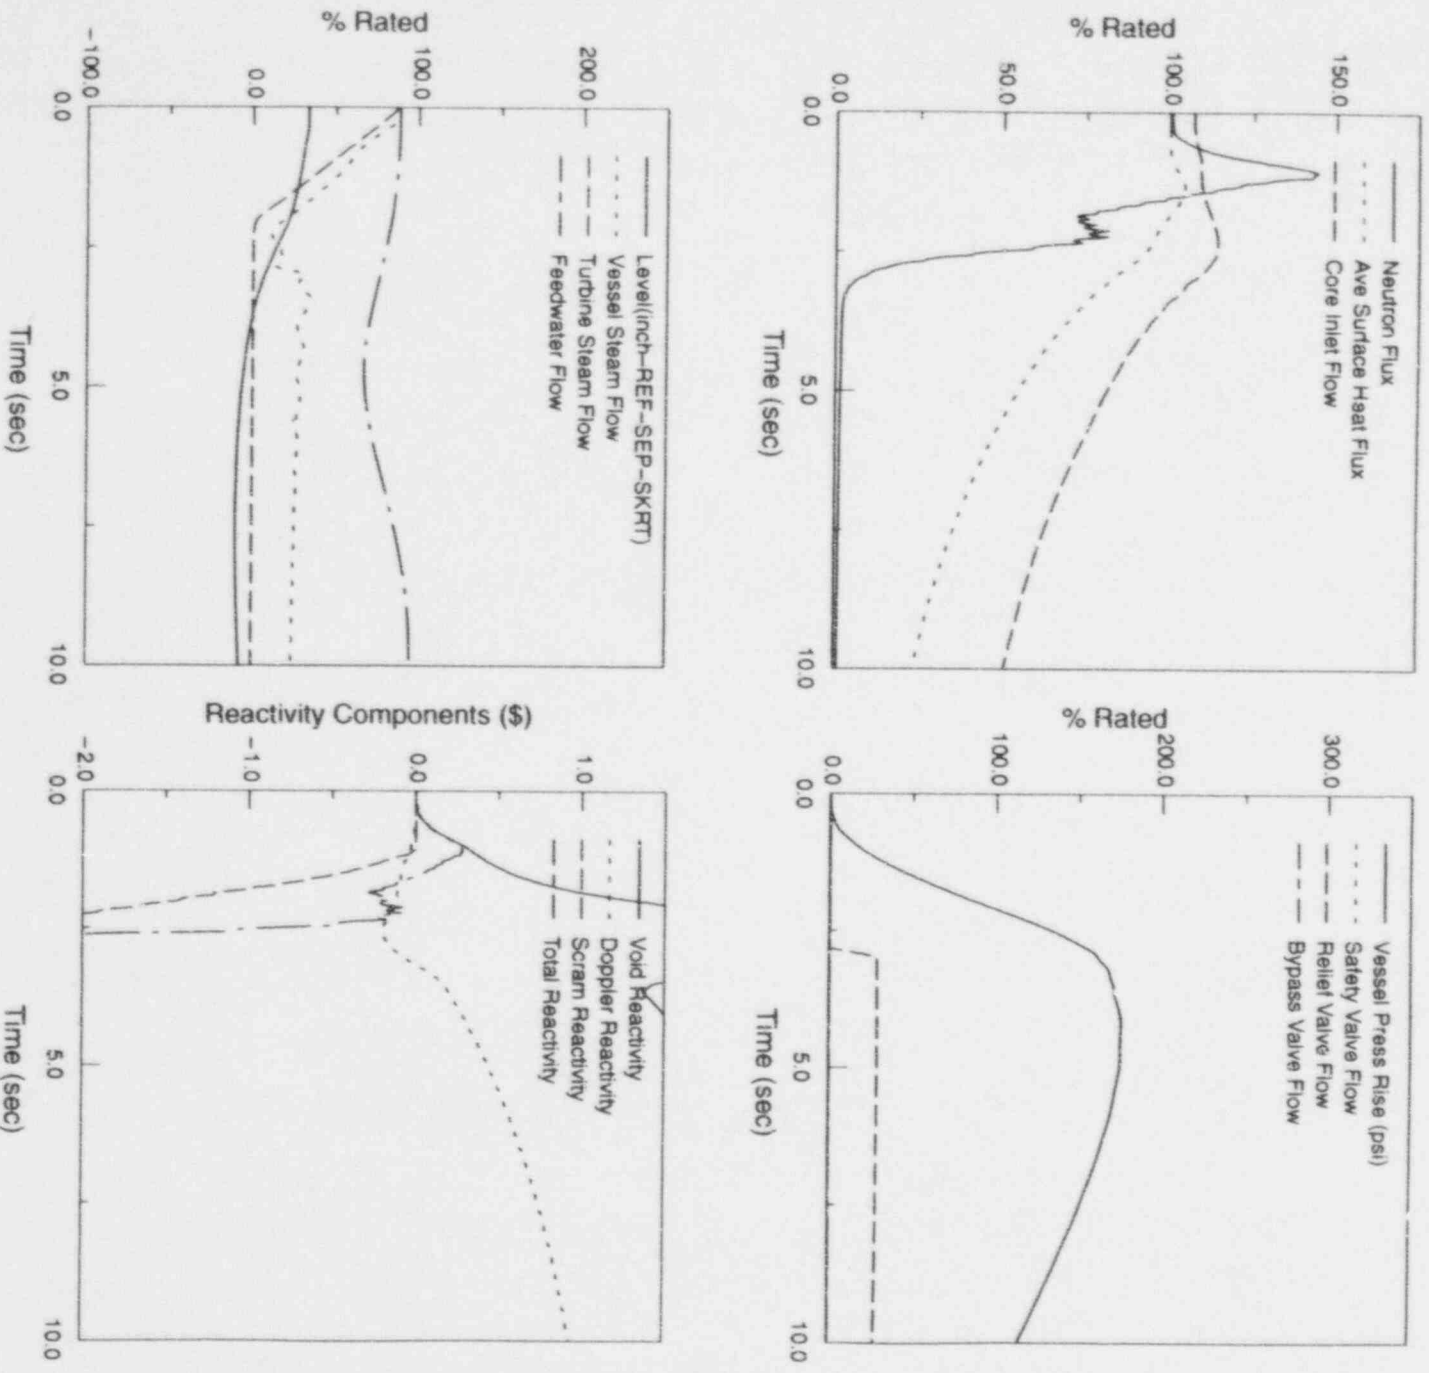 % Rated
150.0
100.0
50.0
0.0
0.0
5.0
10.0
Time (sec)
Neutron Flux
Ave Surface Heat Flux
Core Inlet Flow
% Rated
300.0
200.0
100.0
0.0
0.0
5.0
10.0
Time (sec)
Vessel Press Rise (psi)
Safety Valve Flow
Relief Valve Flow
Bypass Valve Flow
% Rated
200.0
100.0
0.0
-100.0
0.0
5.0
10.0
Time (sec)
Level(inch-REF-SEP-SKRT)
Vessel Steam Flow
Turbine Steam Flow
Feedwater Flow
Reactivity Components ($)
1.0
0.0
-1.0
-2.0
0.0
5.0
10.0
Time (sec)
Void Reactivity
Doppler Reactivity
Scram Reactivity
Total Reactivity